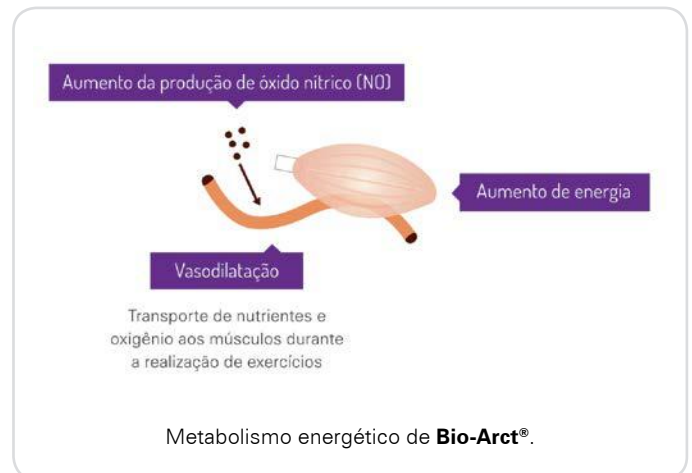 Aumento da produção de óxido nítrico (NO)
Aumento de energia
Vasodilatação
Transporte de nutrientes e
oxigênio aos músculos durante
a realização de exercícios
Metabolismo energético de Bio-Arct®.